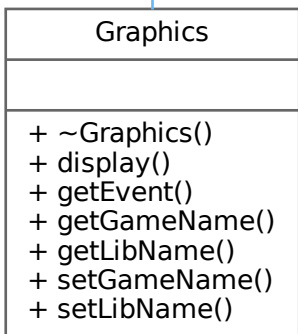 Graphics
+ ~Graphics()
+ display()
+ getEvent()
+ getGameName()
+ getLibName()
+ setGameName()
+ setLibName()